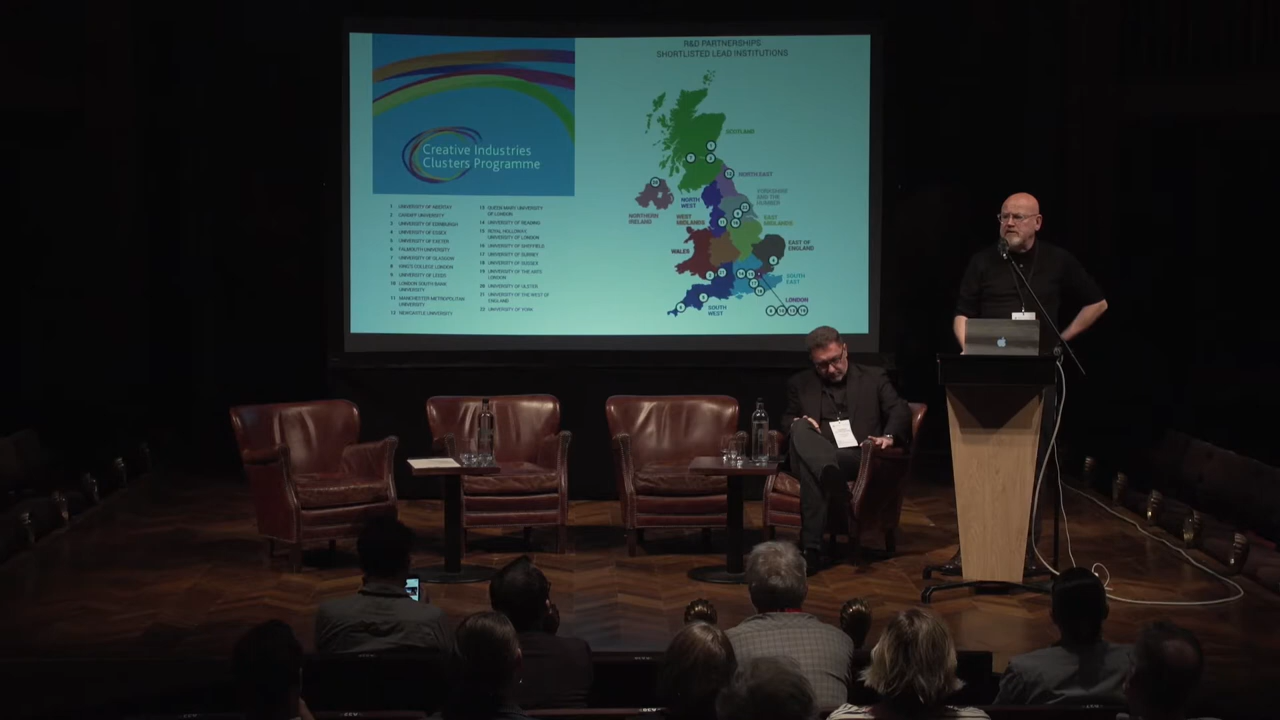 R&D PARTNERSHIPS
SHORTLISTED LEAD INSTITUTIONS
Creative Industries
Clusters Programme
1 UNIVERSITY OF ABERTAY
2 CARDIFF UNIVERSITY
3 UNIVERSITY OF EDINBURGH
4 UNIVERSITY OF ESSEX
5 UNIVERSITY OF EXETER
6 FALMOUTH UNIVERSITY
7 UNIVERSITY OF GLASGOW
8 KING'S COLLEGE LONDON
9 UNIVERSITY OF LEEDS
10 LONDON SOUTH BANK
UNIVERSITY
11 MANCHESTER METROPOLITAN
UNIVERSITY
12 NEWCASTLE UNIVERSITY
13 QUEEN MARY UNIVERSITY
OF LONDON
14 UNIVERSITY OF READING
15 ROYAL HOLLOWAY,
UNIVERSITY OF LONDON
16 UNIVERSITY OF SHEFFIELD
17 UNIVERSITY OF SURREY
18 UNIVERSITY OF SUSSEX
19 UNIVERSITY OF THE ARTS
LONDON
20 UNIVERSITY OF ULSTER
21 UNIVERSITY OF THE WEST OF
ENGLAND
22 UNIVERSITY OF YORK
SCOTLAND
NORTH EAST
YORKSHIRE
AND THE
HUMBER
NORTH
WEST
NORTHERN
IRELAND
WEST
MIDLANDS
EAST
MIDLANDS
WALES
EAST OF
ENGLAND
SOUTH
EAST
LONDON
SOUTH
WEST